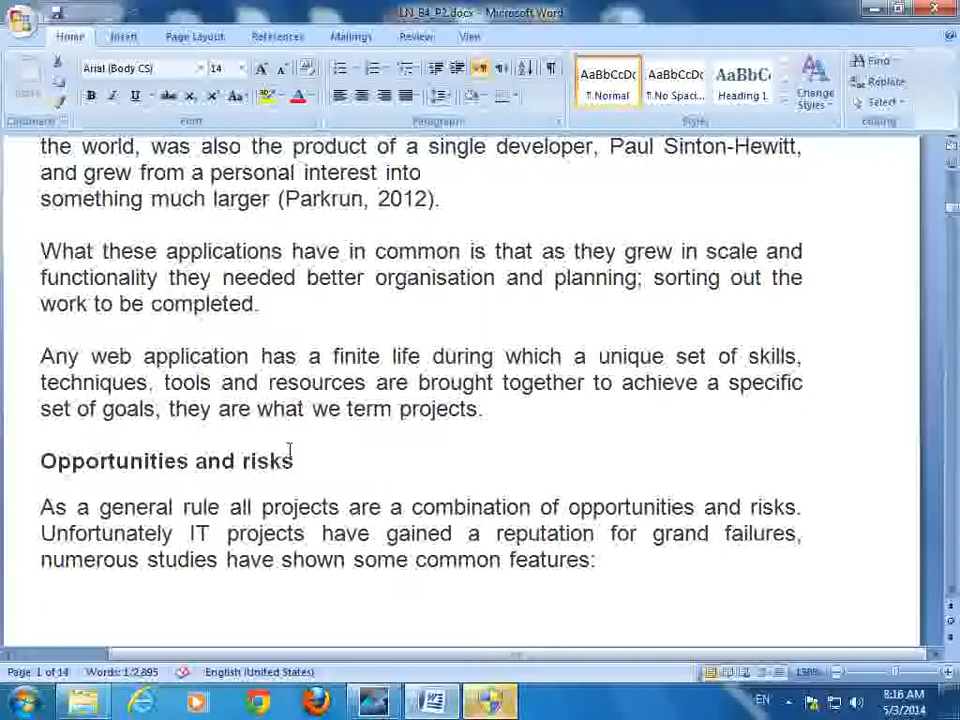 LN_B4_P2.docx - Microsoft Word
Home Insert Page Layout References Mailings Review View
Arial (Body CS) 14
Paste
B I U abe x₂ x² Aa A
AaBbCcDc AaBbCcDc AaBbC
¶ Normal ¶ No Spaci... Heading 1
Change Styles
Find
Replace
Select
Clipboard Font Paragraph Styles Editing
the world, was also the product of a single developer, Paul Sinton-Hewitt,
and grew from a personal interest into
something much larger (Parkrun, 2012).
What these applications have in common is that as they grew in scale and
functionality they needed better organisation and planning; sorting out the
work to be completed.
Any web application has a finite life during which a unique set of skills,
techniques, tools and resources are brought together to achieve a specific
set of goals, they are what we term projects.
Opportunities and risks
As a general rule all projects are a combination of opportunities and risks.
Unfortunately IT projects have gained a reputation for grand failures,
numerous studies have shown some common features:
Page 1 of 14 Words: 1/2,895 English (United States) 138%
EN 8:16 AM
5/3/2014